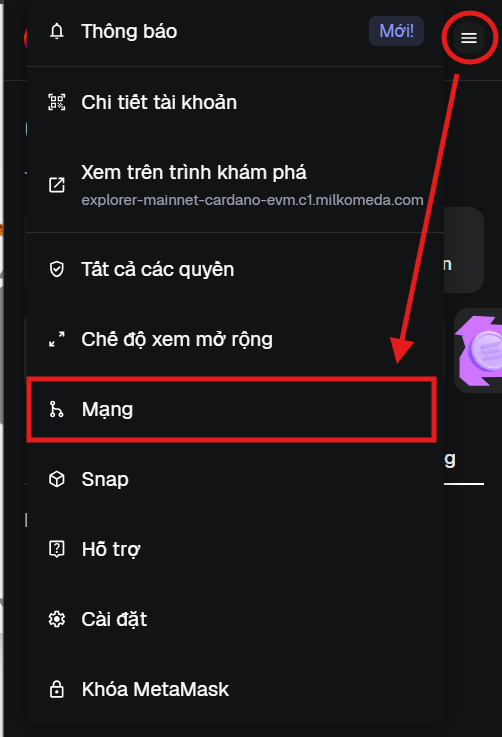 Thông báo
Mới!
Chi tiết tài khoản
Xem trên trình khám phá
explorer-mainnet-cardano-evm.c1.milkomeda.com
Tất cả các quyền
Chế độ xem mở rộng
Mạng
Snap
Hỗ trợ
Cài đặt
Khóa MetaMask